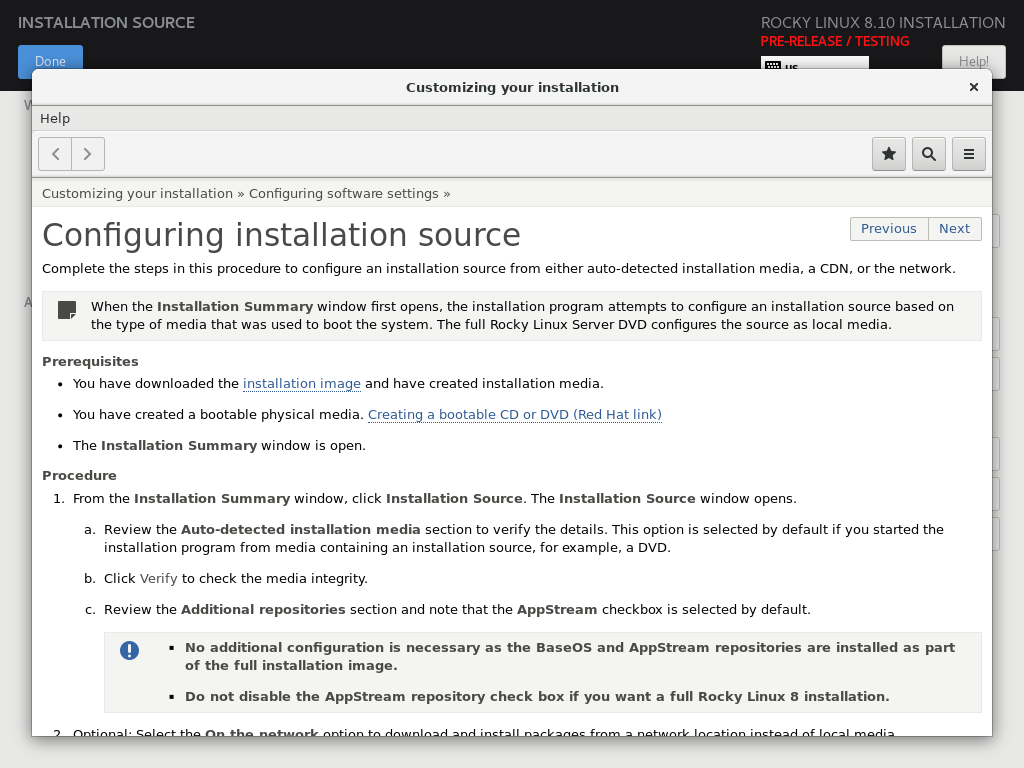 INSTALLATION SOURCE
ROCKY LINUX 8.10 INSTALLATION
PRE-RELEASE / TESTING
Done
us
Help!
Customizing your installation
Help
Customizing your installation » Configuring software settings »
Configuring installation source
Previous
Next
Complete the steps in this procedure to configure an installation source from either auto-detected installation media, a CDN, or the network.
When the Installation Summary window first opens, the installation program attempts to configure an installation source based on
the type of media that was used to boot the system. The full Rocky Linux Server DVD configures the source as local media.
Prerequisites
• You have downloaded the installation image and have created installation media.
• You have created a bootable physical media. Creating a bootable CD or DVD (Red Hat link)
• The Installation Summary window is open.
Procedure
1. From the Installation Summary window, click Installation Source. The Installation Source window opens.
a. Review the Auto-detected installation media section to verify the details. This option is selected by default if you started the
installation program from media containing an installation source, for example, a DVD.
b. Click Verify to check the media integrity.
c. Review the Additional repositories section and note that the AppStream checkbox is selected by default.
▪ No additional configuration is necessary as the BaseOS and AppStream repositories are installed as part
of the full installation image.
▪ Do not disable the AppStream repository check box if you want a full Rocky Linux 8 installation.
2. Optional: Select the On the network option to download and install packages from a network location instead of local media.